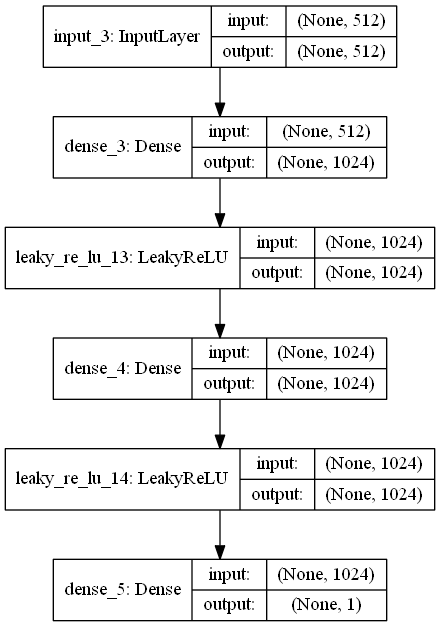 input_3: InputLayer
input: (None, 512)
output: (None, 512)
dense_3: Dense
input: (None, 512)
output: (None, 1024)
leaky_re_lu_13: LeakyReLU
input: (None, 1024)
output: (None, 1024)
dense_4: Dense
input: (None, 1024)
output: (None, 1024)
leaky_re_lu_14: LeakyReLU
input: (None, 1024)
output: (None, 1024)
dense_5: Dense
input: (None, 1024)
output: (None, 1)